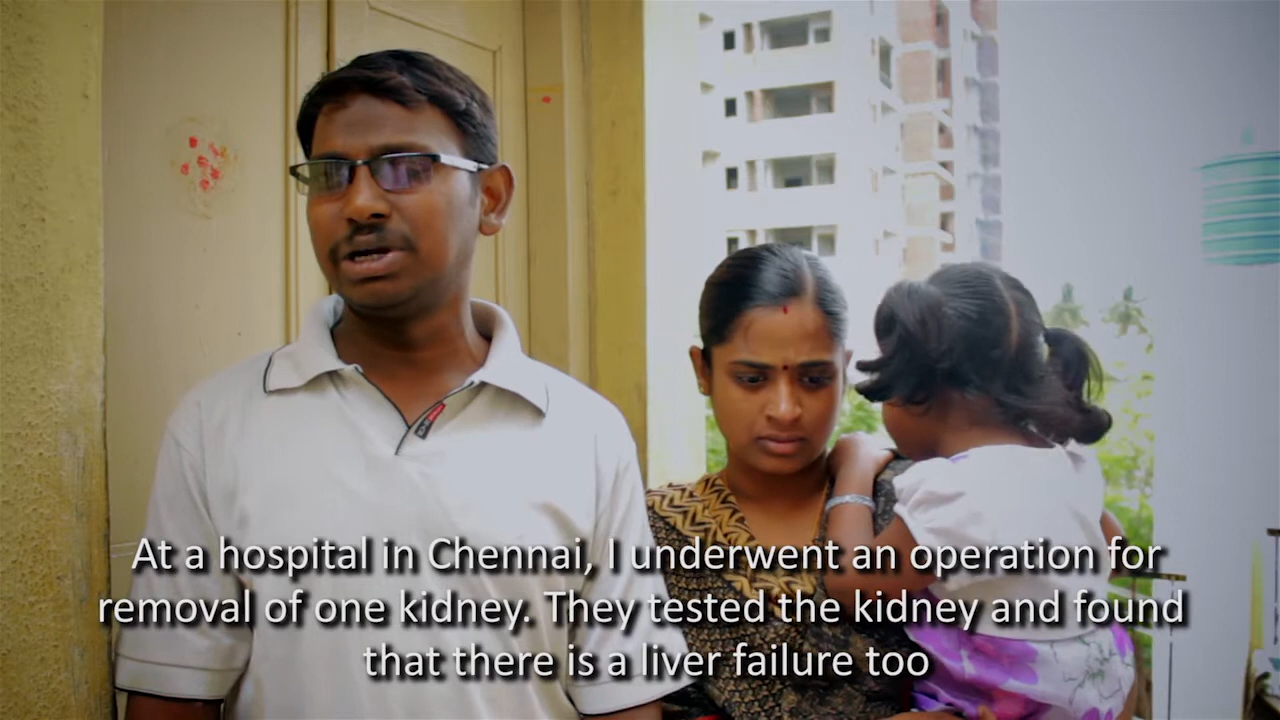 At a hospital in Chennai, I underwent an operation for
removal of one kidney. They tested the kidney and found
that there is a liver failure too